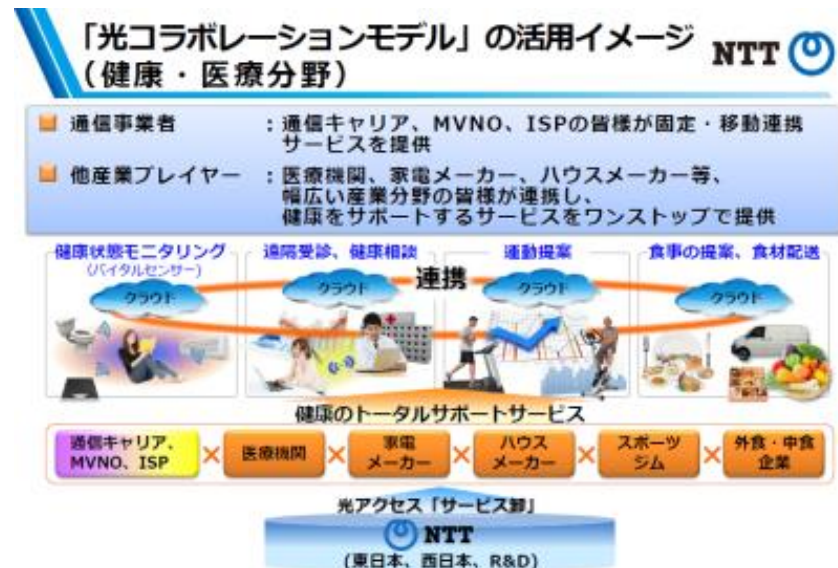 「光コラボレーションモデル」の活用イメージ
(健康・医療分野)
NTT
通信事業者 :通信キャリア、MVNO、ISPの皆様が固定・移動連携
サービスを提供
他産業プレイヤー :医療機関、家電メーカー、ハウスメーカー等、
幅広い産業分野の皆様が連携し、
健康をサポートするサービスをワンストップで提供
健康状態モニタリング
(バイタルセンサー)
遠隔受診、健康相談
運動提案
食事の提案、食材配送
クラウド
クラウド
連携
クラウド
クラウド
健康のトータルサポートサービス
通信キャリア、
MVNO、ISP
×
医療機関
×
家電
メーカー
×
ハウス
メーカー
×
スポーツ
ジム
×
外食・中食
企業
光アクセス「サービス卸」
NTT
(東日本、西日本、R&D)